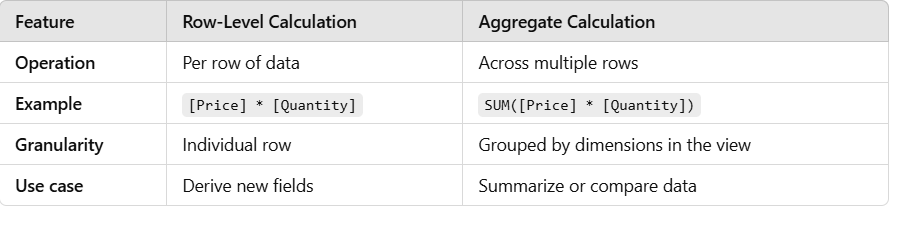 Feature Row-Level Calculation Aggregate Calculation
Operation Per row of data Across multiple rows
Example [Price] * [Quantity] SUM([Price] * [Quantity])
Granularity Individual row Grouped by dimensions in the view
Use case Derive new fields Summarize or compare data